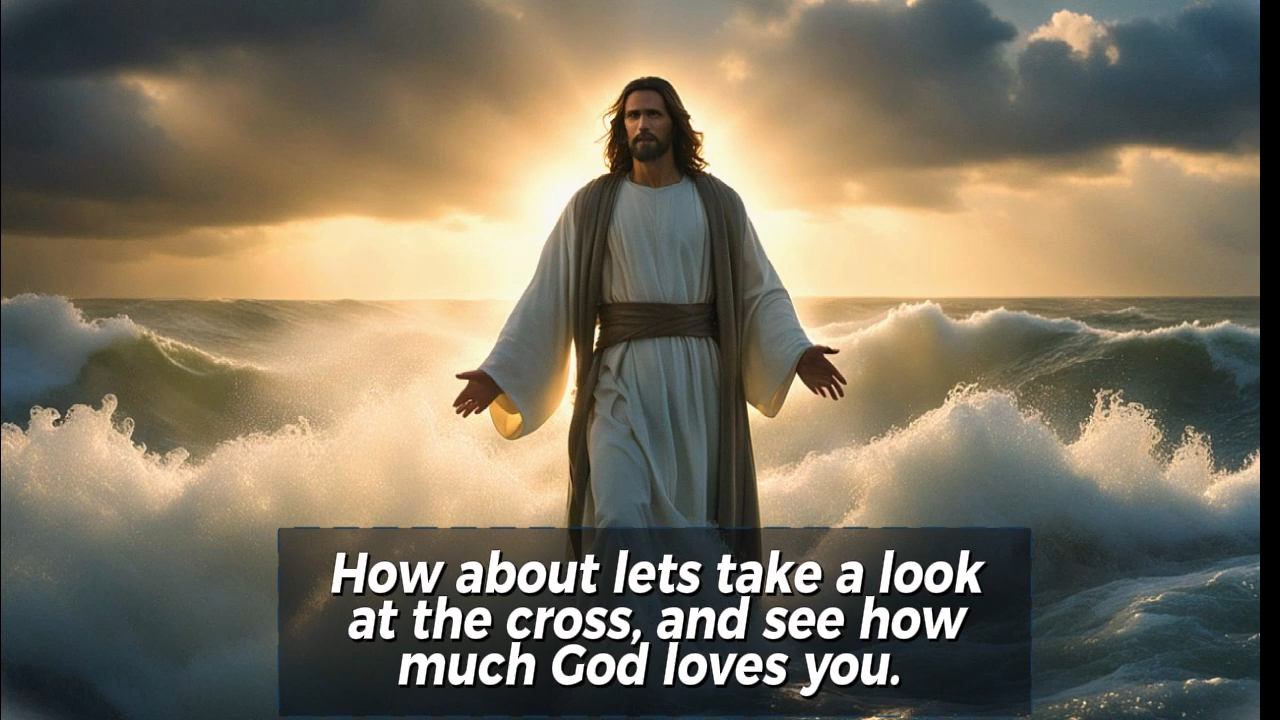 How about lets take a look
at the cross, and see how
much God loves you.